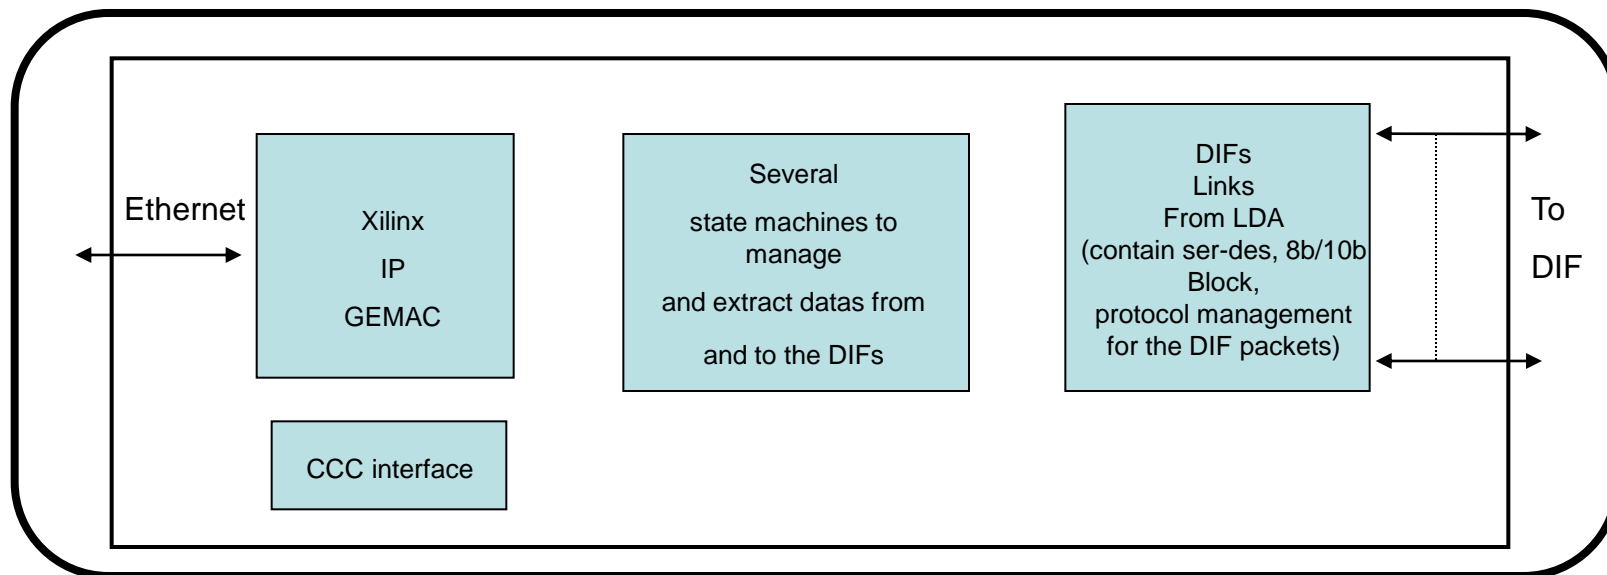 Ethernet
Xilinx
IP
GEMAC
CCC interface
Several
state machines to
manage
and extract datas from
and to the DIFs
DIFs
Links
From LDA
(contain ser-des, 8b/10b
Block,
protocol management
for the DIF packets)
To
DIF